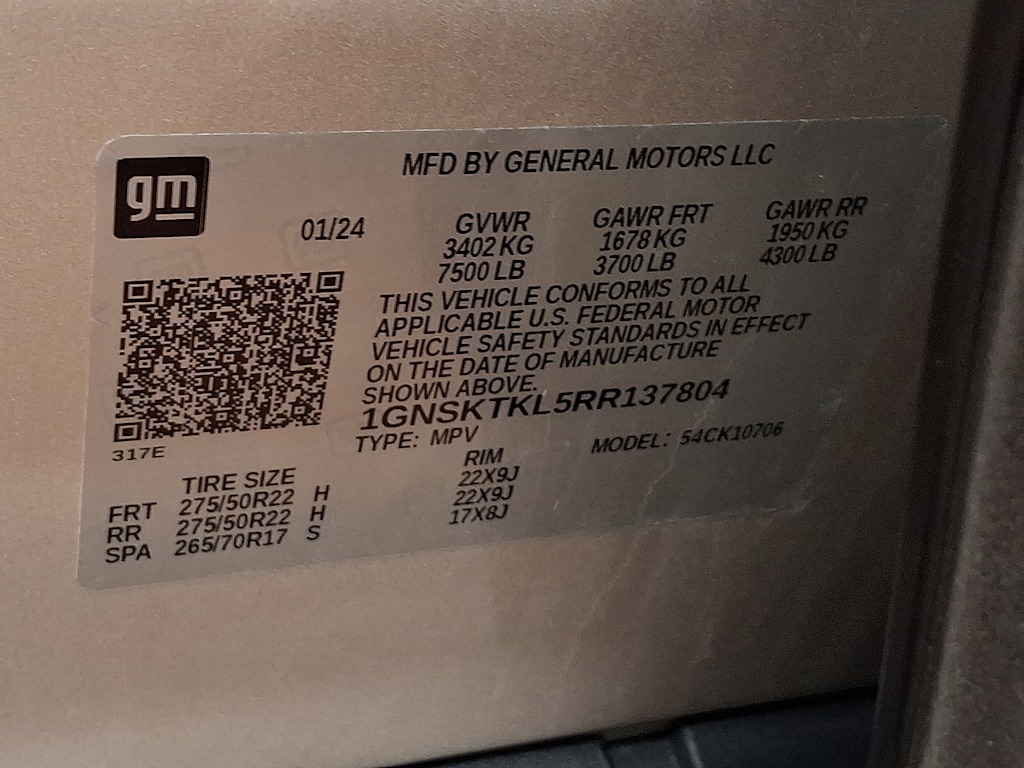 gm
MFD BY GENERAL MOTORS LLC
01/24 GVWR GAWR FRT GAWR RR
3402 KG 1678 KG 1950 KG
7500 LB 3700 LB 4300 LB
THIS VEHICLE CONFORMS TO ALL
APPLICABLE U.S. FEDERAL MOTOR
VEHICLE SAFETY STANDARDS IN EFFECT
ON THE DATE OF MANUFACTURE
SHOWN ABOVE.
1GNSKTKL5RR137804
TYPE: MPV MODEL: 54CK10706
317E
TIRE SIZE RIM
FRT 275/50R22 H 22X9J
RR 275/50R22 H 22X9J
SPA 265/70R17 S 17X8J